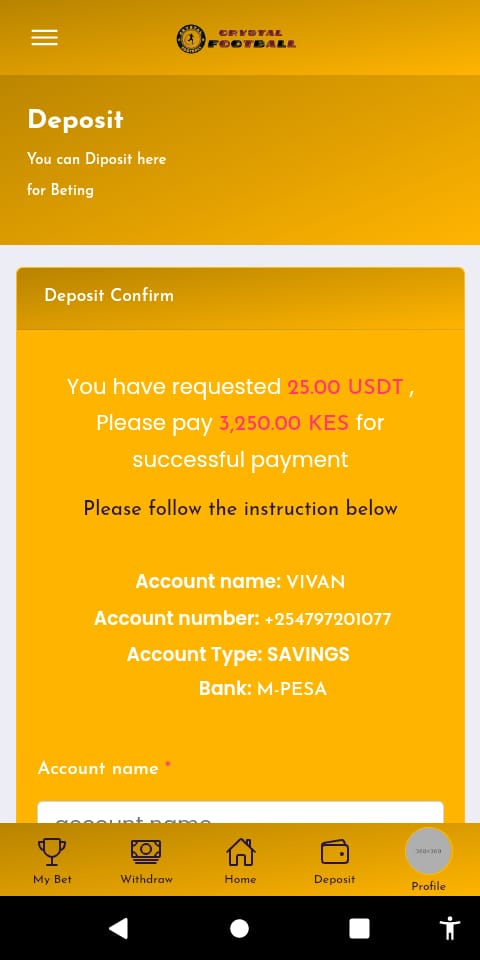 CRYSTAL
FOOTBALL
Deposit
You can Diposit here
for Beting
Deposit Confirm
You have requested 25.00 USDT ,
Please pay 3,250.00 KES for
successful payment
Please follow the instruction below
Account name: VIVAN
Account number: +254797201077
Account Type: SAVINGS
Bank: M-PESA
Account name *
account name
My Bet
Withdraw
Home
Deposit
Profile